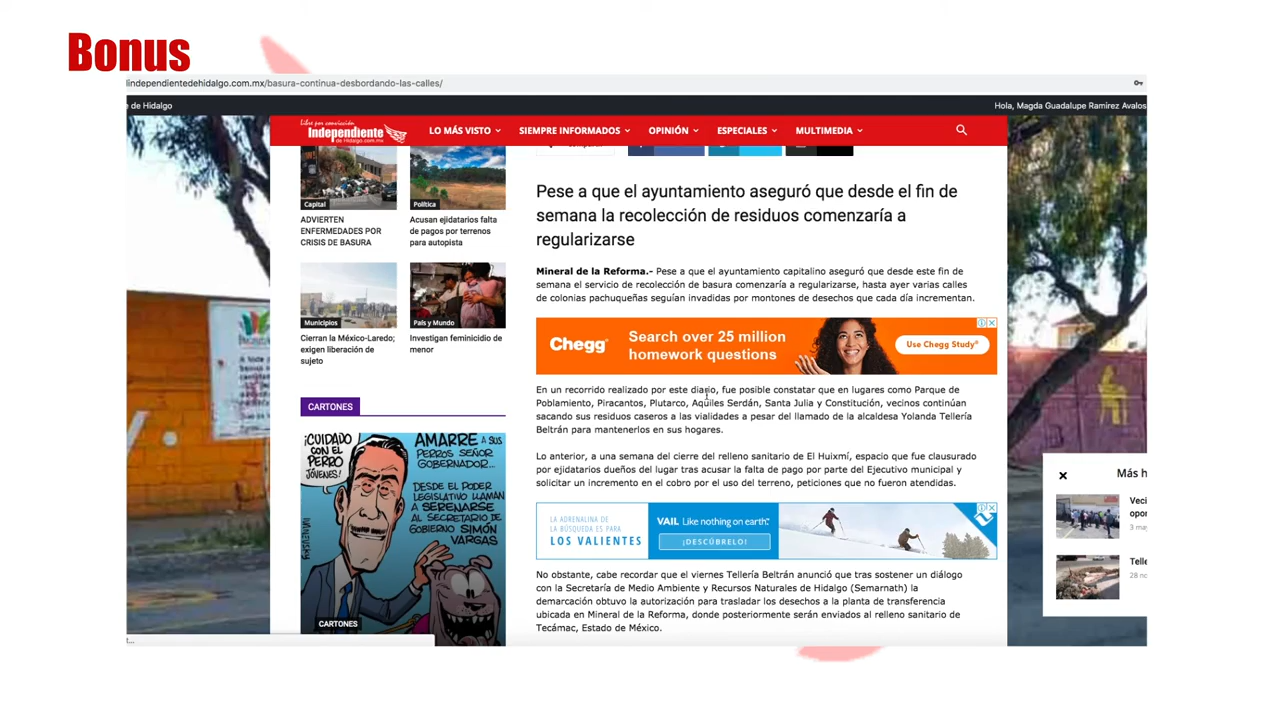 Bonus
lindependientedehidalgo.com.mx/basura-continua-desbordando-las-calles/
e de Hidalgo
Hola, Magda Guadalupe Ramírez Avalos
libre por convicción
Independiente
de Hidalgo.com.mx
LO MÁS VISTO
SIEMPRE INFORMADOS
OPINIÓN
ESPECIALES
MULTIMEDIA
Capital
ADVIERTEN
ENFERMEDADES POR
CRISIS DE BASURA
Política
Acusan ejidatarios falta
de pagos por terrenos
para autopista
Municipios
Cierran la México-Laredo;
exigen liberación de
sujeto
País y Mundo
Investigan feminicidio de
menor
CARTONES
¡CUIDADO
CON EL
PERRO
JÓVENES!
AMARRE A SUS
PERROS SEÑOR
GOBERNADOR...
DESDE EL PODER
LEGISLATIVO LLAMAN
A SERENARSE
AL SECRETARIO
DE GOBIERNO
SIMÓN
VARGAS
CARTONES
Pese a que el ayuntamiento aseguró que desde el fin de
semana la recolección de residuos comenzaría a
regularizarse
Mineral de la Reforma.- Pese a que el ayuntamiento capitalino aseguró que desde este fin de
semana el servicio de recolección de basura comenzaría a regularizarse, hasta ayer varias calles
de colonias pachuqueñas seguían invadidas por montones de desechos que cada día incrementan.
Chegg
Search over 25 million
homework questions
Use Chegg Study®
En un recorrido realizado por este diario, fue posible constatar que en lugares como Parque de
Poblamiento, Piracantos, Plutarco, Aquiles Serdán, Santa Julia y Constitución, vecinos continúan
sacando sus residuos caseros a las vialidades a pesar del llamado de la alcaldesa Yolanda Tellería
Beltrán para mantenerlos en sus hogares.
Lo anterior, a una semana del cierre del relleno sanitario de El Huixmí, espacio que fue clausurado
por ejidatarios dueños del lugar tras acusar la falta de pago por parte del Ejecutivo municipal y
solicitar un incremento en el cobro por el uso del terreno, peticiones que no fueron atendidas.
LA ADRENALINA DE
LA BÚSQUEDA ES PARA
LOS VALIENTES
VAIL Like nothing on earth.™
¡DESCÚBRELO!
No obstante, cabe recordar que el viernes Tellería Beltrán anunció que tras sostener un diálogo
con la Secretaría de Medio Ambiente y Recursos Naturales de Hidalgo (Semarnath) la
demarcación obtuvo la autorización para trasladar los desechos a la planta de transferencia
ubicada en Mineral de la Reforma, donde posteriormente serán enviados al relleno sanitario de
Tecámac, Estado de México.
Más h
Veci
opor
3 may
Telle
28 no